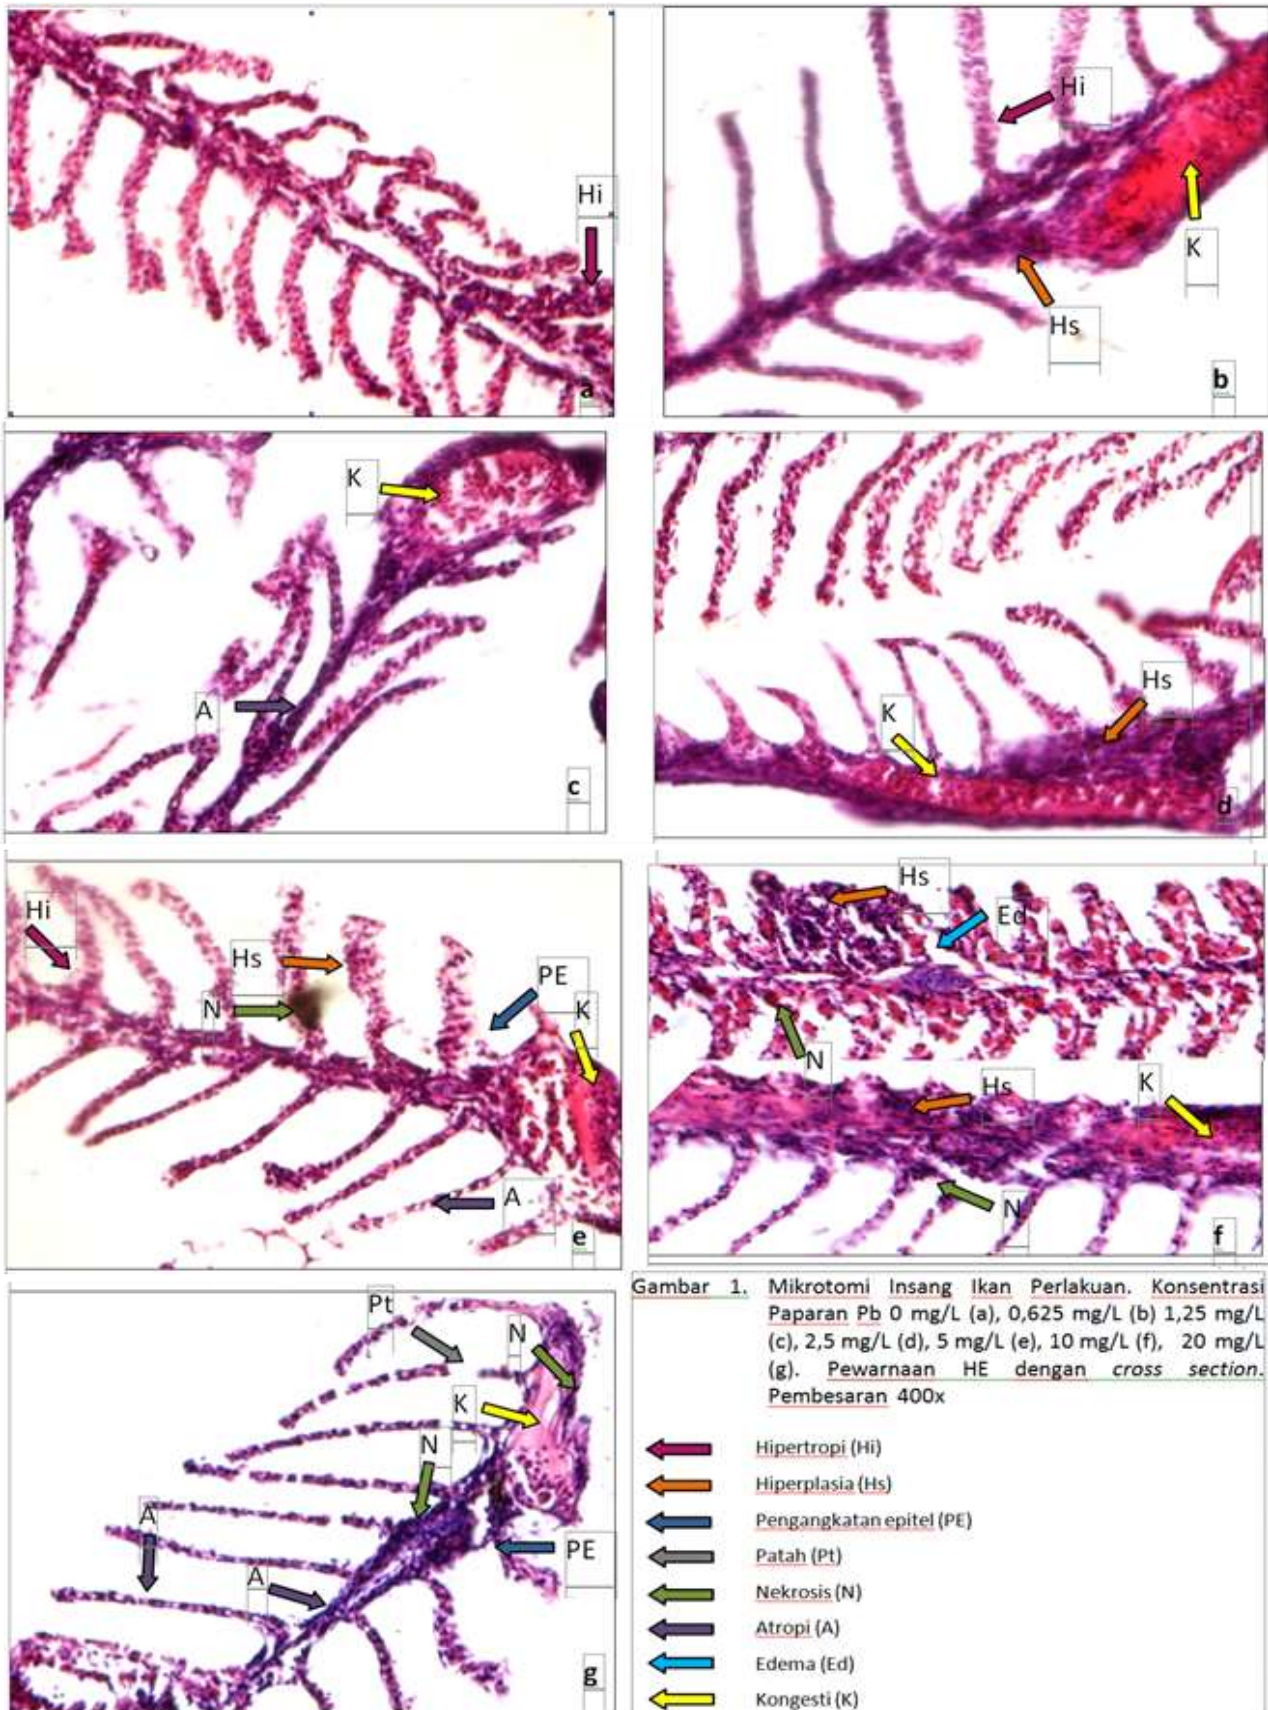 Hi
a
Hi
K
Hs
b
K
A
c
Hs
K
d
Hi
Hs
N
PE
K
A
e
Hs
Ed
N
Hs
K
N
f
Pt
N
K
N
A
A
PE
g
Gambar 1. Mikrotomi Insang Ikan Perlakuan. Konsentrasi
Paparan Pb 0 mg/L (a), 0,625 mg/L (b) 1,25 mg/L
(c), 2,5 mg/L (d), 5 mg/L (e), 10 mg/L (f), 20 mg/L
(g). Pewarnaan HE dengan cross section.
Pembesaran 400x
Hipertropi (Hi)
Hiperplasia (Hs)
Pengangkatan epitel (PE)
Patah (Pt)
Nekrosis (N)
Atropi (A)
Edema (Ed)
Kongesti (K)